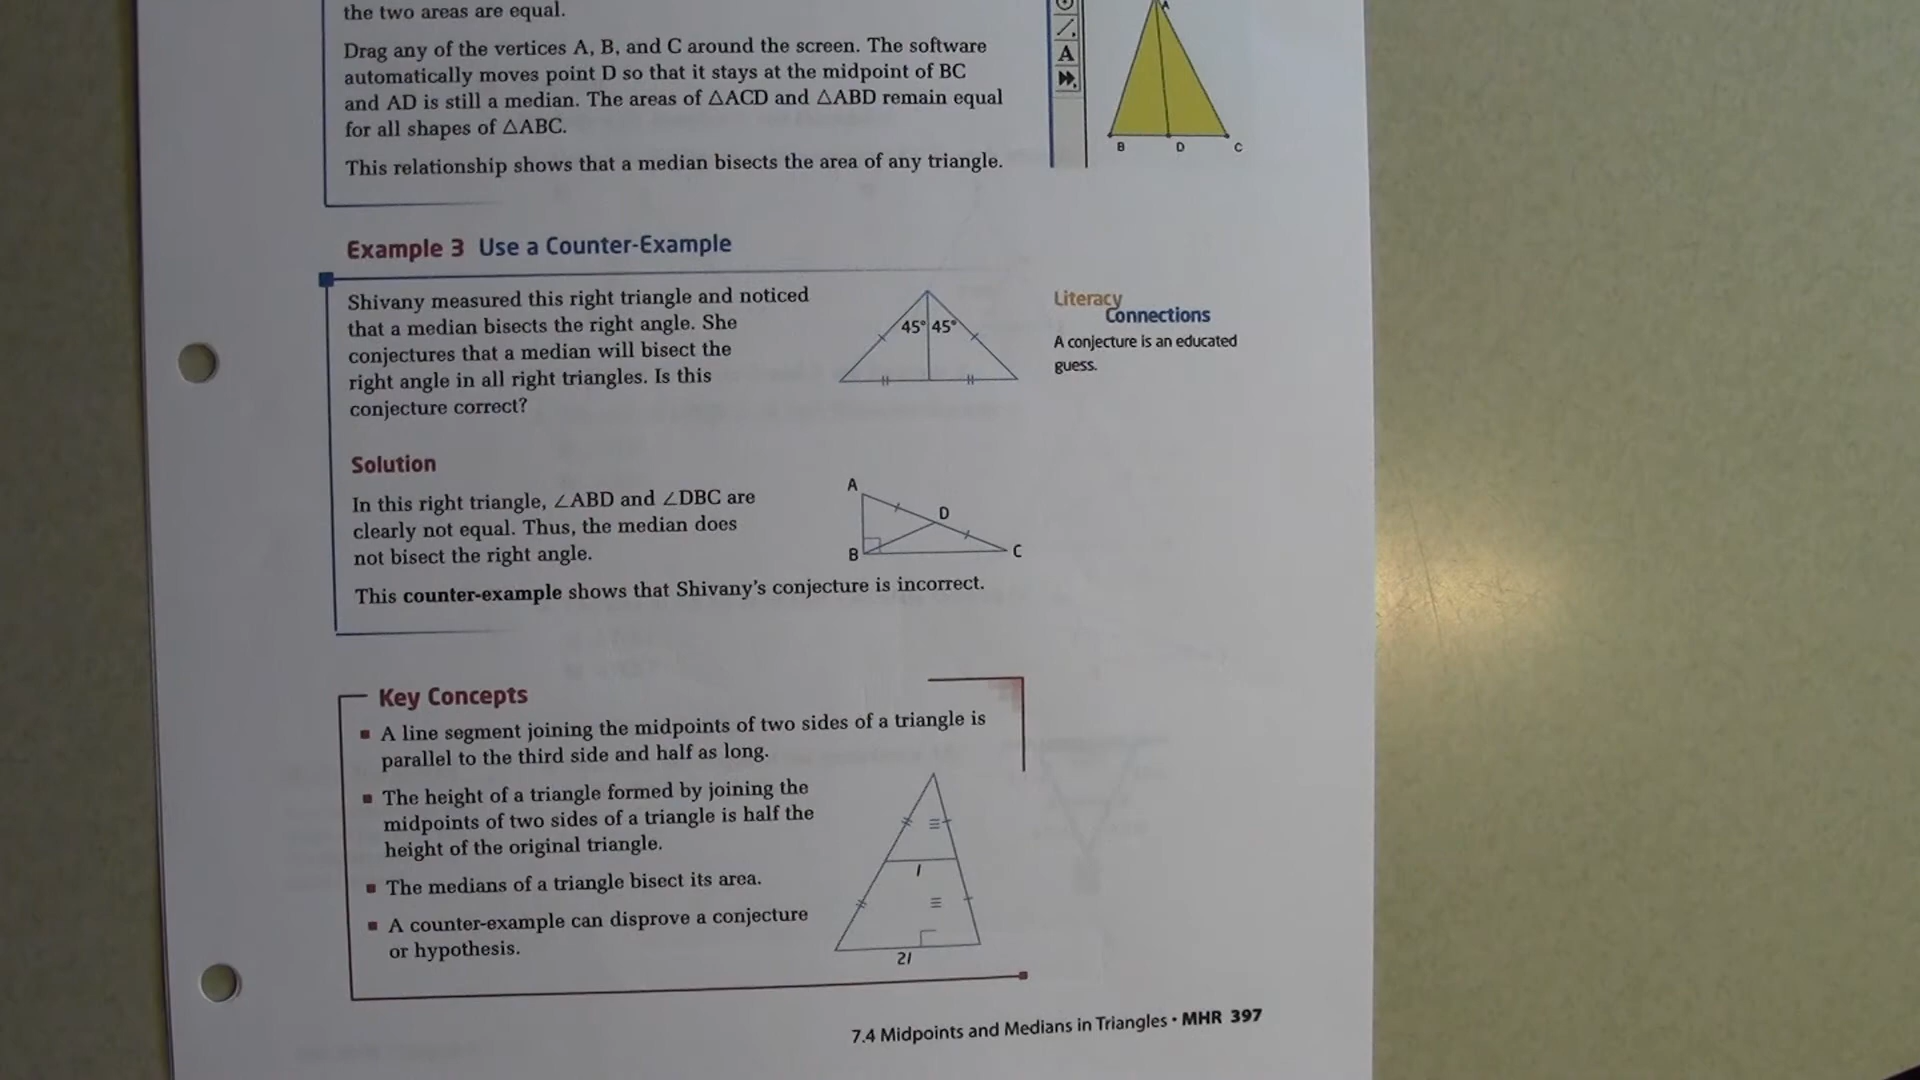 the two areas are equal.
Drag any of the vertices A, B, and C around the screen. The software
automatically moves point D so that it stays at the midpoint of BC
and AD is still a median. The areas of △ACD and △ABD remain equal
for all shapes of △ABC.
This relationship shows that a median bisects the area of any triangle.
A
A
B D C
Example 3 Use a Counter-Example
Shivany measured this right triangle and noticed
that a median bisects the right angle. She
conjectures that a median will bisect the
right angle in all right triangles. Is this
conjecture correct?
45° 45°
Literacy
Connections
A conjecture is an educated
guess.
Solution
In this right triangle, ∠ABD and ∠DBC are
clearly not equal. Thus, the median does
not bisect the right angle.
A
D
B
C
This counter-example shows that Shivany's conjecture is incorrect.
Key Concepts
A line segment joining the midpoints of two sides of a triangle is
parallel to the third side and half as long.
The height of a triangle formed by joining the
midpoints of two sides of a triangle is half the
height of the original triangle.
The medians of a triangle bisect its area.
A counter-example can disprove a conjecture
or hypothesis.
l
2l
7.4 Midpoints and Medians in Triangles • MHR 397